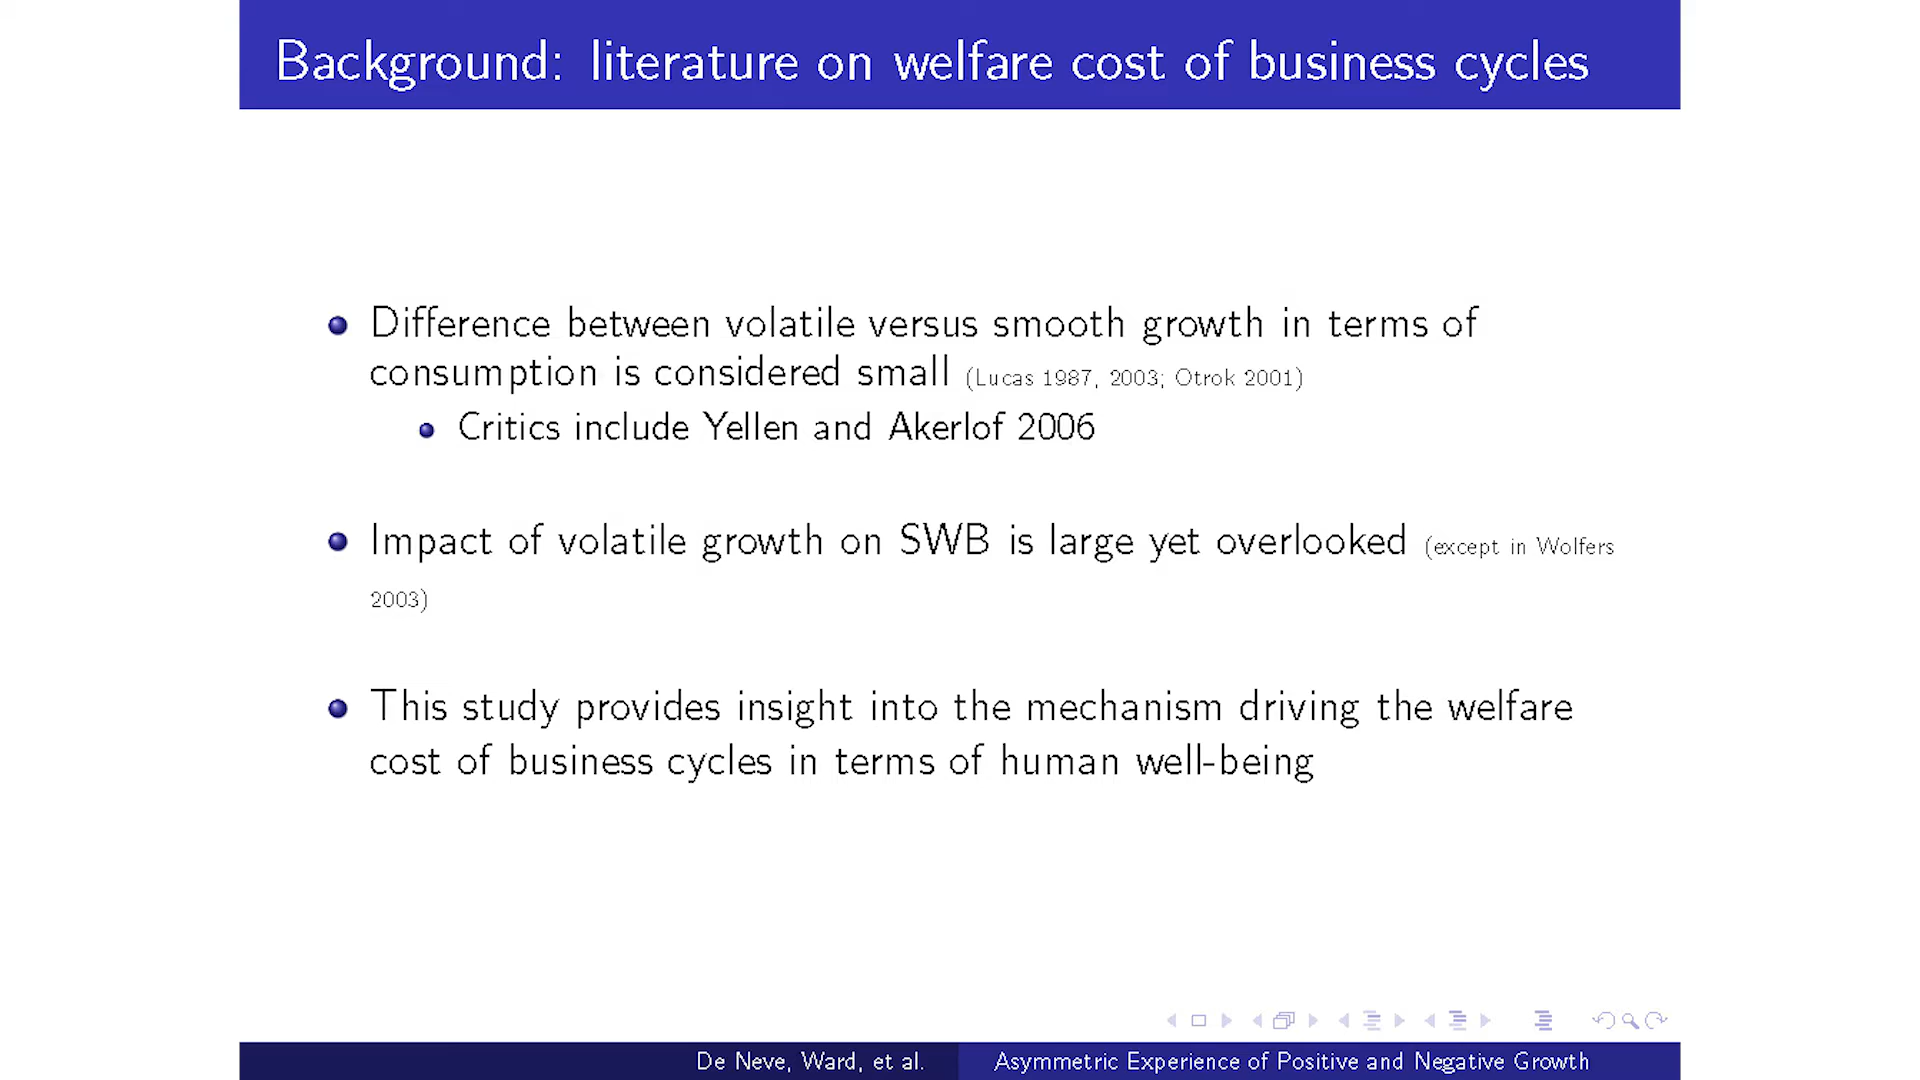 Background: literature on welfare cost of business cycles
Difference between volatile versus smooth growth in terms of
consumption is considered small (Lucas 1987, 2003; Otrok 2001)
Critics include Yellen and Akerlof 2006
Impact of volatile growth on SWB is large yet overlooked (except in Wolfers
2003)
This study provides insight into the mechanism driving the welfare
cost of business cycles in terms of human well-being
De Neve, Ward, et al. Asymmetric Experience of Positive and Negative Growth